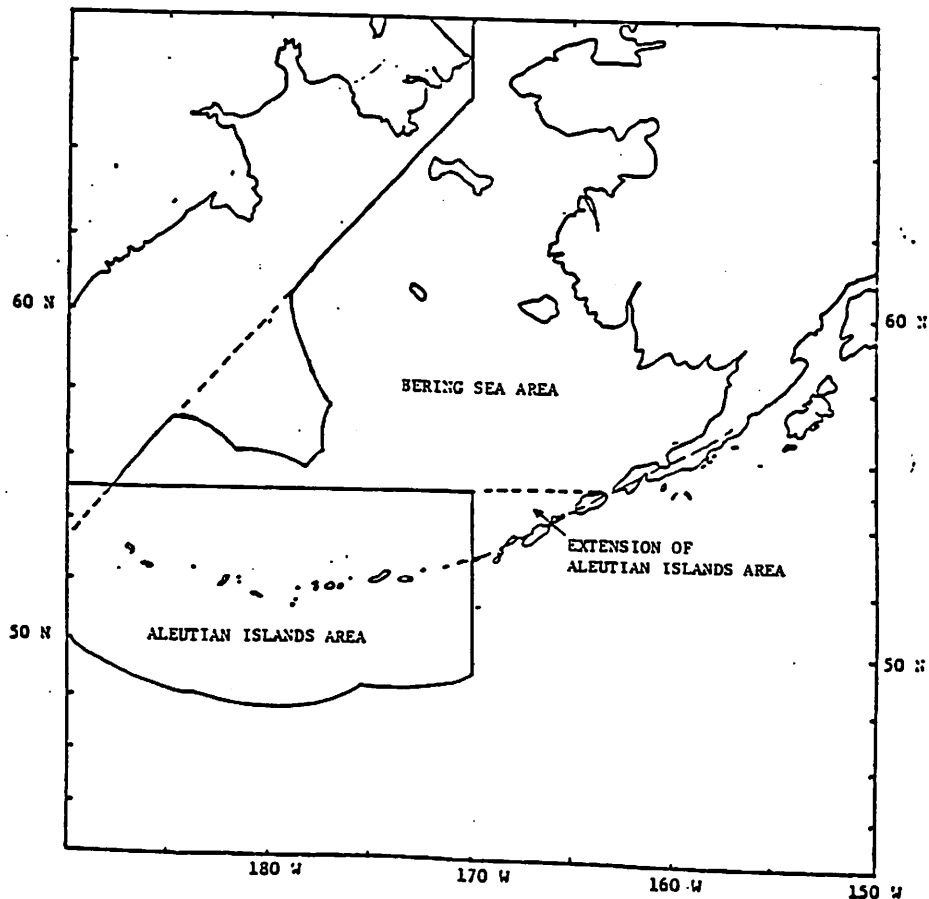 60 N
60 N
BERING SEA AREA
EXTENSION OF
ALEUTIAN ISLANDS AREA
50 N
ALEUTIAN ISLANDS AREA
50 N
180 W
170 W
160 W
150 W